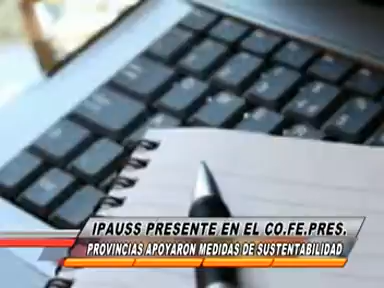 IPAUSS PRESENTE EN EL CO.FE.PRES.
PROVINCIAS APOYARON MEDIDAS DE SUSTENTABILIDAD